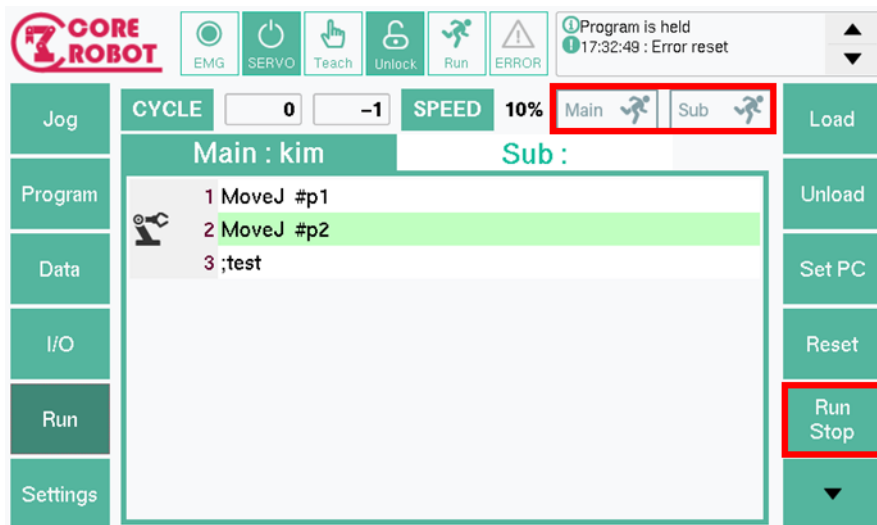 CORE
ROBOT
EMG
SERVO
Teach
Unlock
Run
ERROR
Program is held
17:32:49 : Error reset
Jog
CYCLE 0 -1 SPEED 10% Main Sub
Load
Main : kim Sub :
Program
1 MoveJ #p1
2 MoveJ #p2
3 ;test
Unload
Data
Set PC
I/O
Reset
Run
Run
Stop
Settings